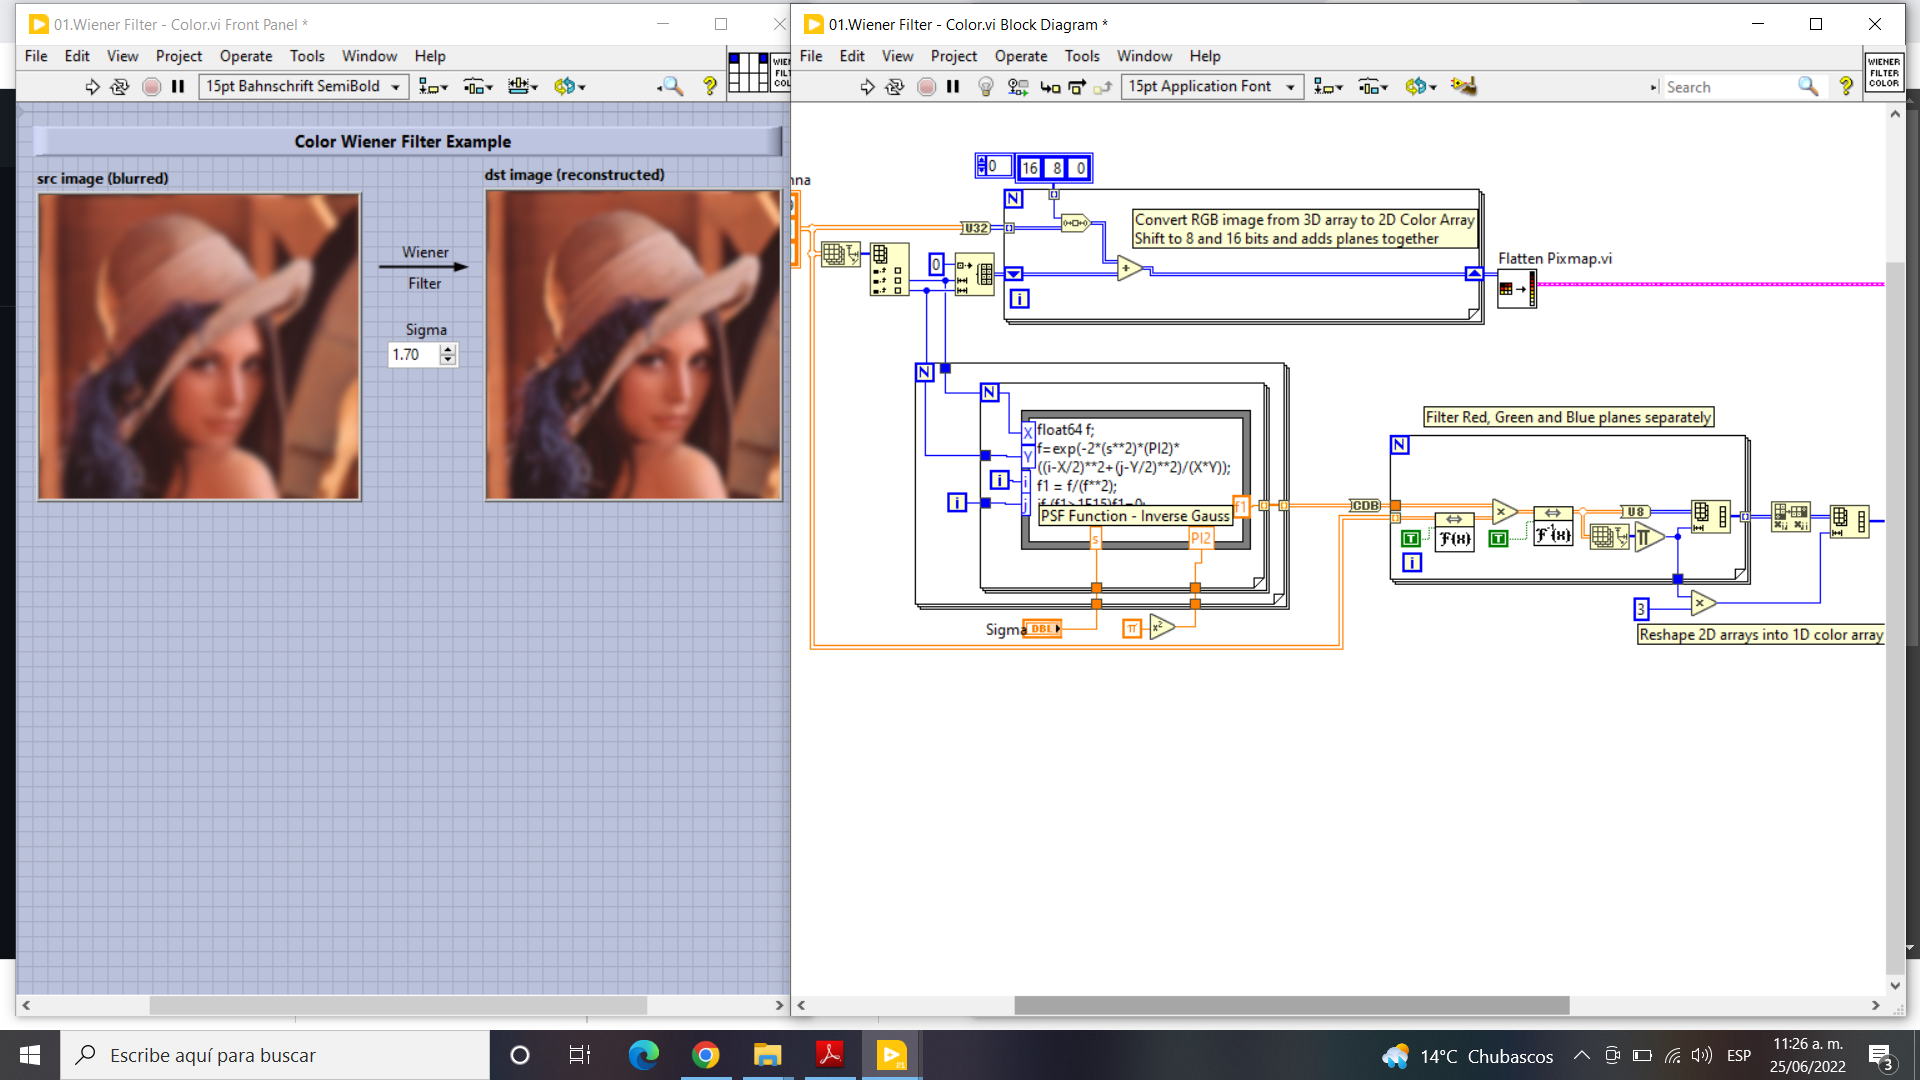 01.Wiener Filter - Color.vi Front Panel *
File Edit View Project Operate Tools Window Help
15pt Bahnschrift SemiBold
Color Wiener Filter Example
src image (blurred)
dst image (reconstructed)
Wiener
Filter
Sigma
1.70
01.Wiener Filter - Color.vi Block Diagram *
File Edit View Project Operate Tools Window Help
15pt Application Font
Search
WIENER
FILTER
COLOR
0
16 8 0
N
Convert RGB image from 3D array to 2D Color Array
Shift to 8 and 16 bits and adds planes together
U32
0
i
Flatten Pixmap.vi
N
N
X
Y
i
j
float64 f;
f=exp(-2*(s**2)*(PI2)*
((i-X/2)**2+(j-Y/2)**2)/(X*Y));
f1 = f/(f**2);
PSF Function - Inverse Gauss
f1
s
PI2
i
i
Sigma
DBL
π
x²
CDB
Filter Red, Green and Blue planes separately
N
T
F(x)
T
F⁻¹(x)
U8
i
3
Reshape 2D arrays into 1D color array
Escribe aquí para buscar
14°C Chubascos
ESP
11:26 a. m.
25/06/2022
3